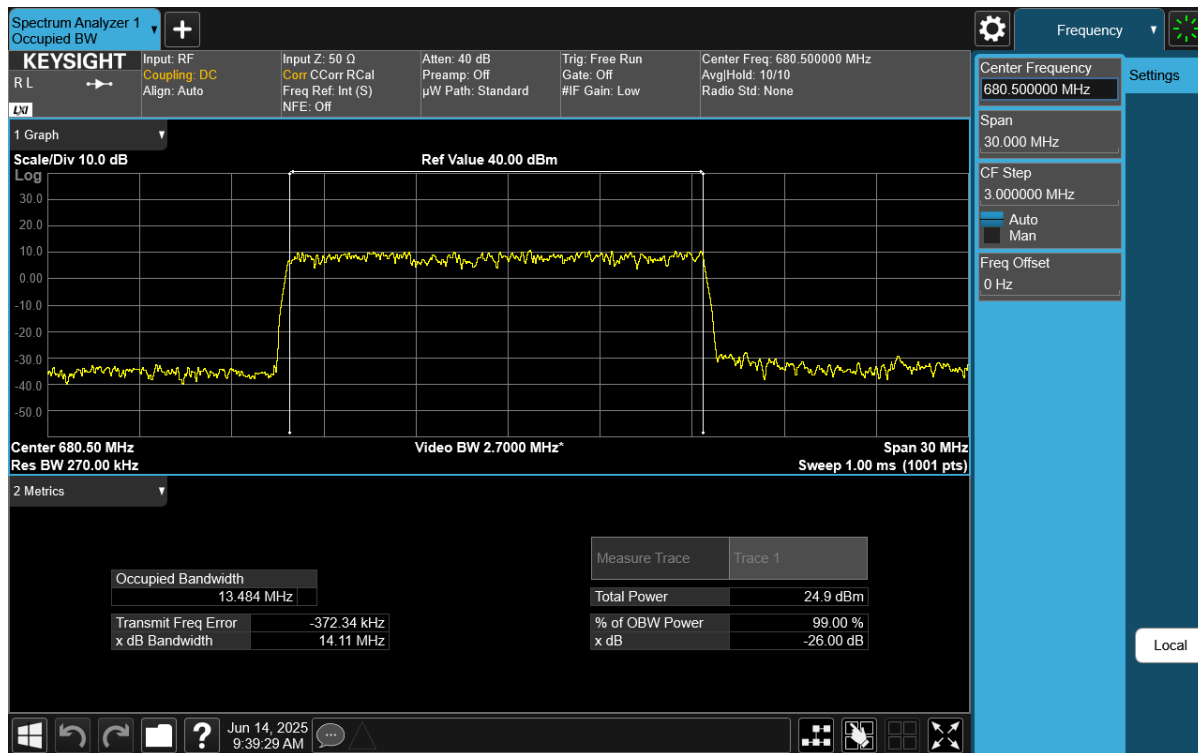 Spectrum Analyzer 1
Occupied BW
Frequency
KEYSIGHT
R L
LXI
Input: RF
Coupling: DC
Align: Auto
Input Z: 50 Ω
Corr CCorr RCal
Freq Ref: Int (S)
NFE: Off
Atten: 40 dB
Preamp: Off
µW Path: Standard
Trig: Free Run
Gate: Off
#IF Gain: Low
Center Freq: 680.500000 MHz
Avg|Hold: 10/10
Radio Std: None
Center Frequency
680.500000 MHz
Settings
Span
30.000 MHz
CF Step
3.000000 MHz
Auto
Man
Freq Offset
0 Hz
Local
1 Graph
Scale/Div 10.0 dB
Ref Value 40.00 dBm
Log
30.0
20.0
10.0
0.00
-10.0
-20.0
-30.0
-40.0
-50.0
Center 680.50 MHz
Video BW 2.7000 MHz*
Span 30 MHz
Res BW 270.00 kHz
Sweep 1.00 ms (1001 pts)
2 Metrics
Measure Trace Trace 1
Occupied Bandwidth
13.484 MHz
Total Power 24.9 dBm
Transmit Freq Error -372.34 kHz
% of OBW Power 99.00 %
x dB Bandwidth 14.11 MHz
x dB -26.00 dB
?
Jun 14, 2025
9:39:29 AM